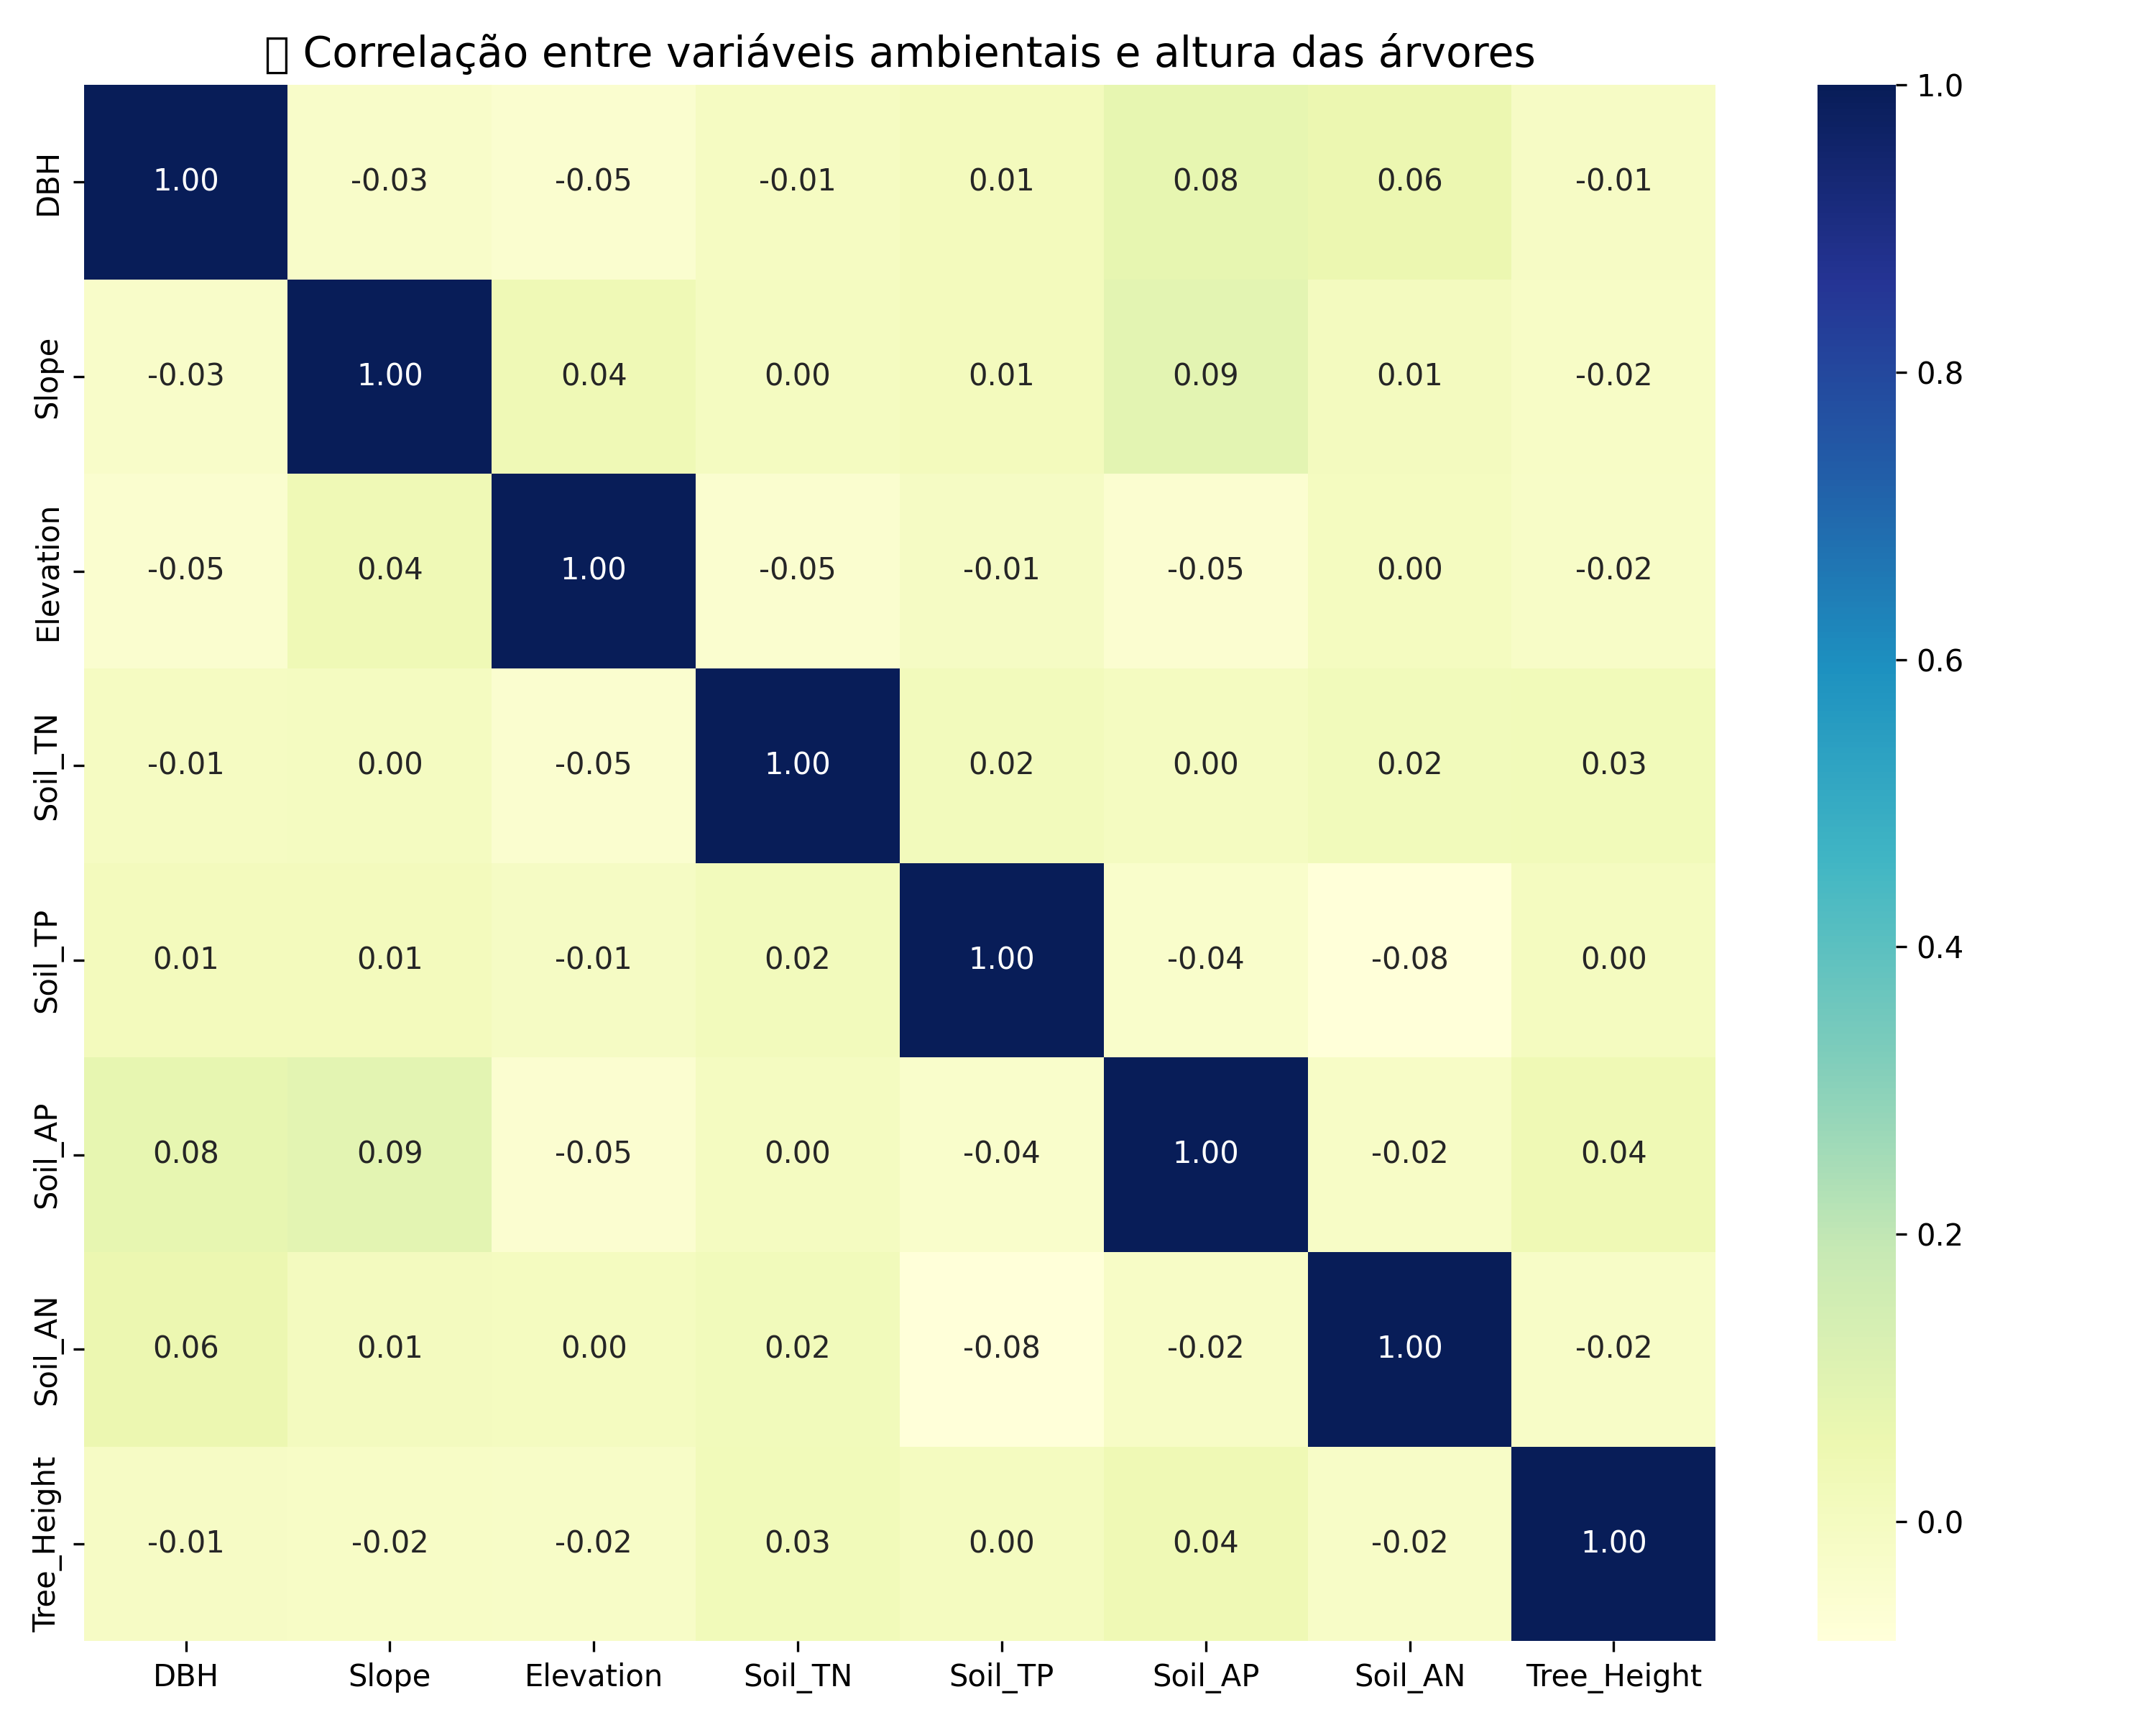 ▯ Correlação entre variáveis ambientais e altura das árvores
DBH 1.00 -0.03 -0.05 -0.01 0.01 0.08 0.06 -0.01
Slope -0.03 1.00 0.04 0.00 0.01 0.09 0.01 -0.02
Elevation -0.05 0.04 1.00 -0.05 -0.01 -0.05 0.00 -0.02
Soil_TN -0.01 0.00 -0.05 1.00 0.02 0.00 0.02 0.03
Soil_TP 0.01 0.01 -0.01 0.02 1.00 -0.04 -0.08 0.00
Soil_AP 0.08 0.09 -0.05 0.00 -0.04 1.00 -0.02 0.04
Soil_AN 0.06 0.01 0.00 0.02 -0.08 -0.02 1.00 -0.02
Tree_Height -0.01 -0.02 -0.02 0.03 0.00 0.04 -0.02 1.00
DBH Slope Elevation Soil_TN Soil_TP Soil_AP Soil_AN Tree_Height
1.0
0.8
0.6
0.4
0.2
0.0